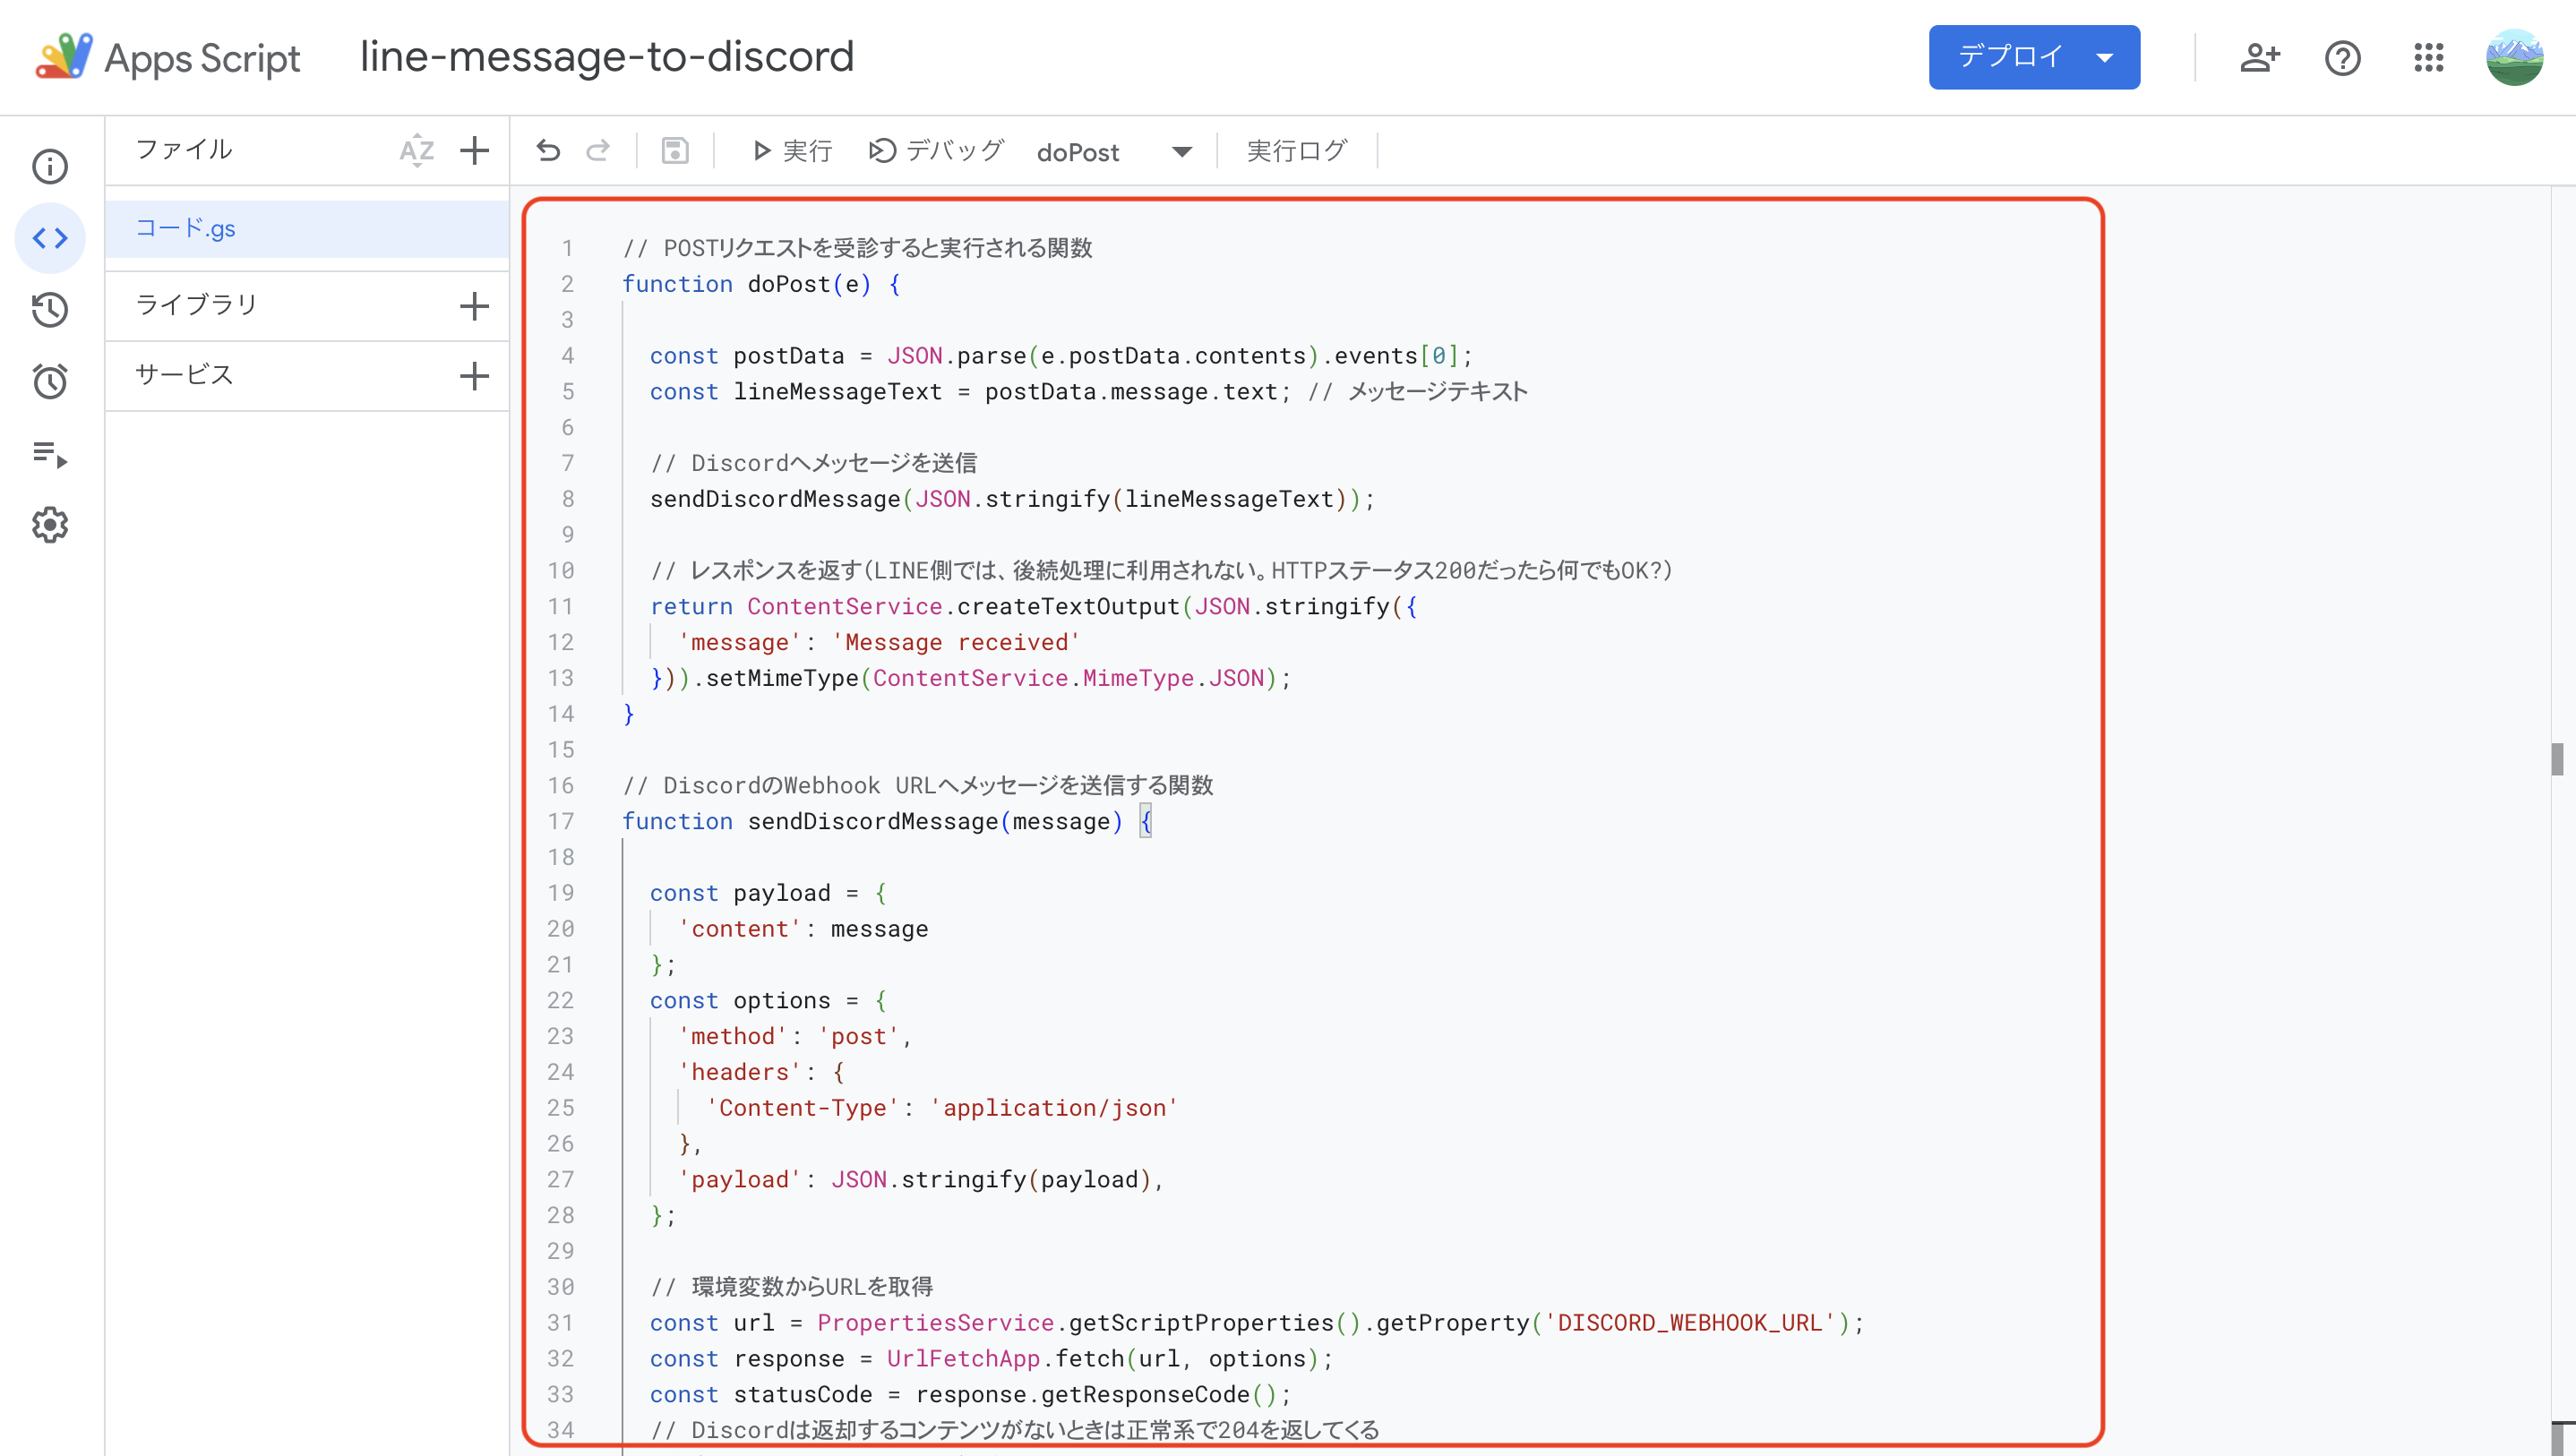 Apps Script line-message-to-discord デプロイ
ファイル AZ 実行 デバッグ doPost 実行ログ
コード.gs
ライブラリ
サービス
1 // POSTリクエストを受診すると実行される関数
2 function doPost(e) {
3
4 const postData = JSON.parse(e.postData.contents).events[0];
5 const lineMessageText = postData.message.text; // メッセージテキスト
6
7 // Discordへメッセージを送信
8 sendDiscordMessage(JSON.stringify(lineMessageText));
9
10 // レスポンスを返す(LINE側では、後続処理に利用されない。HTTPステータス200だったら何でもOK?)
11 return ContentService.createTextOutput(JSON.stringify({
12 'message': 'Message received'
13 })).setMimeType(ContentService.MimeType.JSON);
14 }
15
16 // DiscordのWebhook URLへメッセージを送信する関数
17 function sendDiscordMessage(message) {
18
19 const payload = {
20 'content': message
21 };
22 const options = {
23 'method': 'post',
24 'headers': {
25 'Content-Type': 'application/json'
26 },
27 'payload': JSON.stringify(payload),
28 };
29
30 // 環境変数からURLを取得
31 const url = PropertiesService.getScriptProperties().getProperty('DISCORD_WEBHOOK_URL');
32 const response = UrlFetchApp.fetch(url, options);
33 const statusCode = response.getResponseCode();
34 // Discordは返却するコンテンツがないときは正常系で204を返してくる